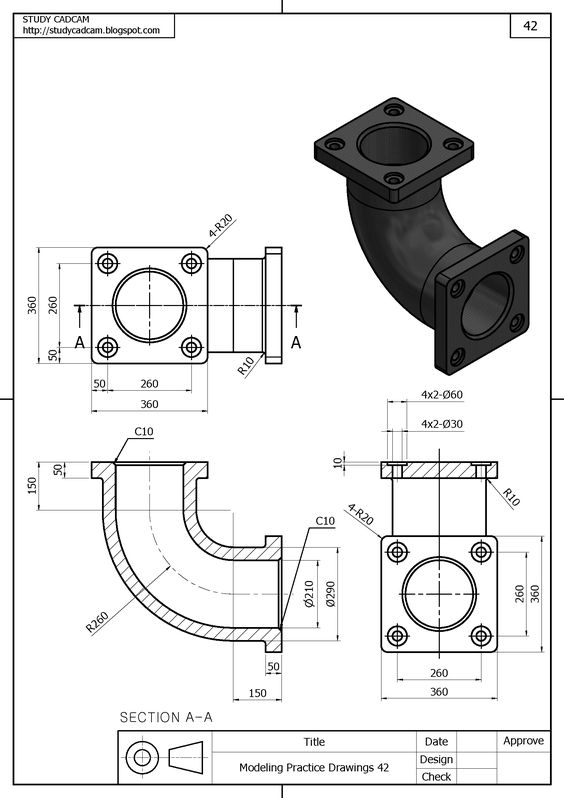 STUDY CADCAM
http://studycadcam.blogspot.com
42
4-R20
360
260
50
A
A
R10
50
260
360
4x2-Ø60
4x2-Ø30
C10
50
150
10
R10
4-R20
C10
Ø210
Ø290
R260
260
360
50
150
260
360
SECTION A-A
Title
Date
Approve
Modeling Practice Drawings 42
Design
Check